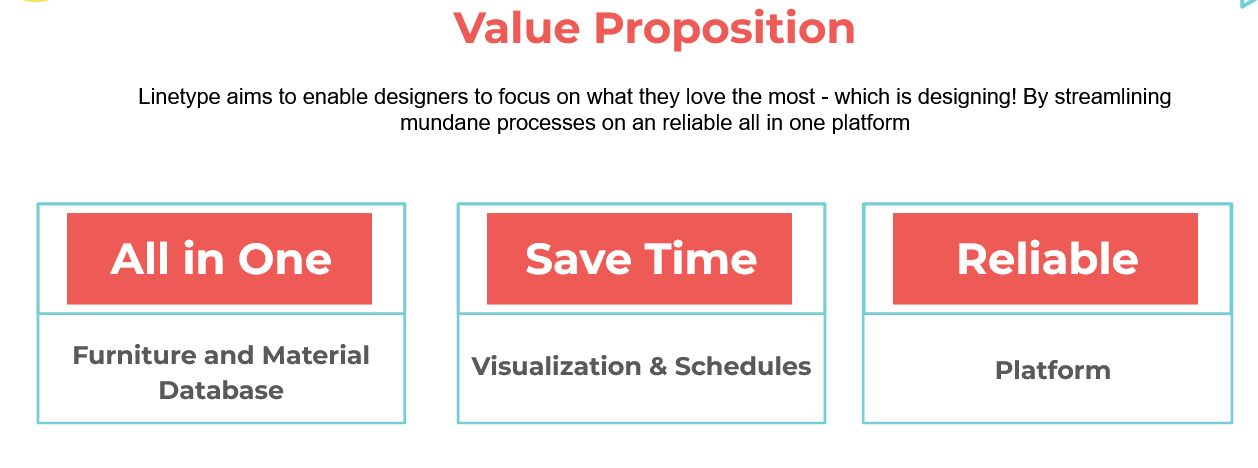 Value Proposition
Linetype aims to enable designers to focus on what they love the most - which is designing! By streamlining
mundane processes on an reliable all in one platform
All in One
Save Time
Reliable
Furniture and Material
Database
Visualization & Schedules
Platform